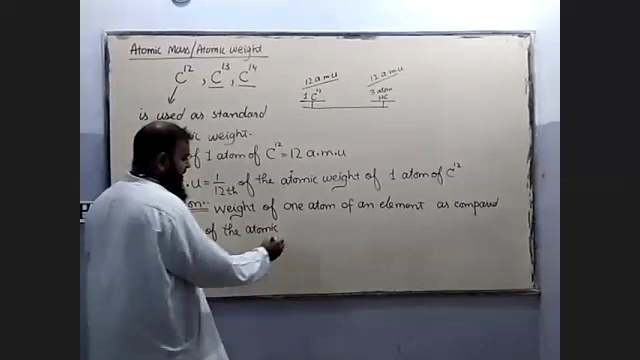 Atomic Mass/Atomic weight
C¹², C¹³, C¹⁴
is used as standard
weight.
of 1 atom of C¹² = 12 a.m.u
.u = 1/12th of the atomic weight of 1 atom of C¹²
weight of one atom of an element as compared
of the atomic
12 a.m.u
1 C¹²
12 a.m.u
3 atom